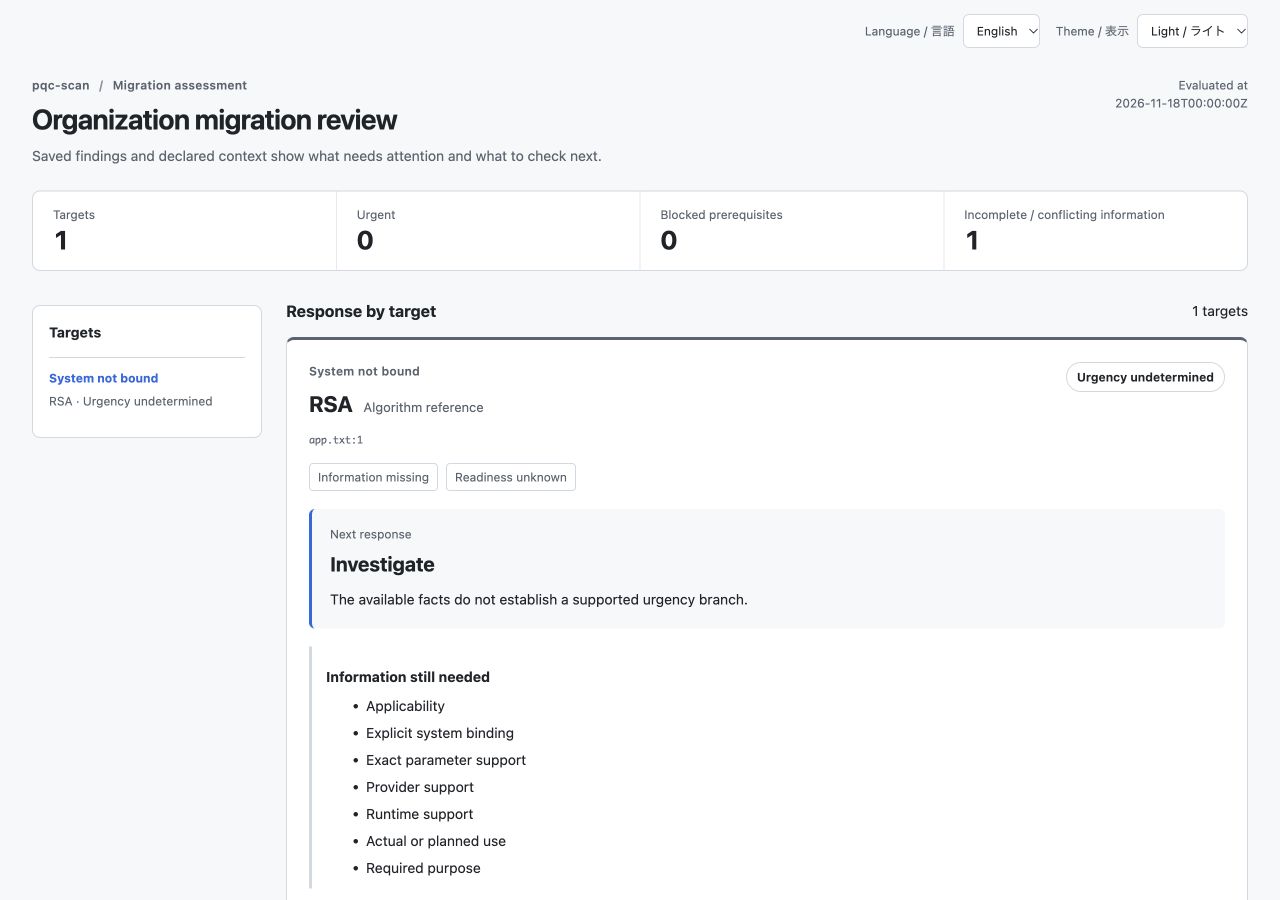 Language / 言語 English Theme / 表示 Light / ライト
pqc-scan / Migration assessment
Evaluated at
2026-11-18T00:00:00Z
Organization migration review
Saved findings and declared context show what needs attention and what to check next.
Targets
1
Urgent
0
Blocked prerequisites
0
Incomplete / conflicting information
1
Targets
System not bound
RSA · Urgency undetermined
Response by target
1 targets
System not bound
Urgency undetermined
RSA Algorithm reference
app.txt:1
Information missing
Readiness unknown
Next response
Investigate
The available facts do not establish a supported urgency branch.
Information still needed
• Applicability
• Explicit system binding
• Exact parameter support
• Provider support
• Runtime support
• Actual or planned use
• Required purpose